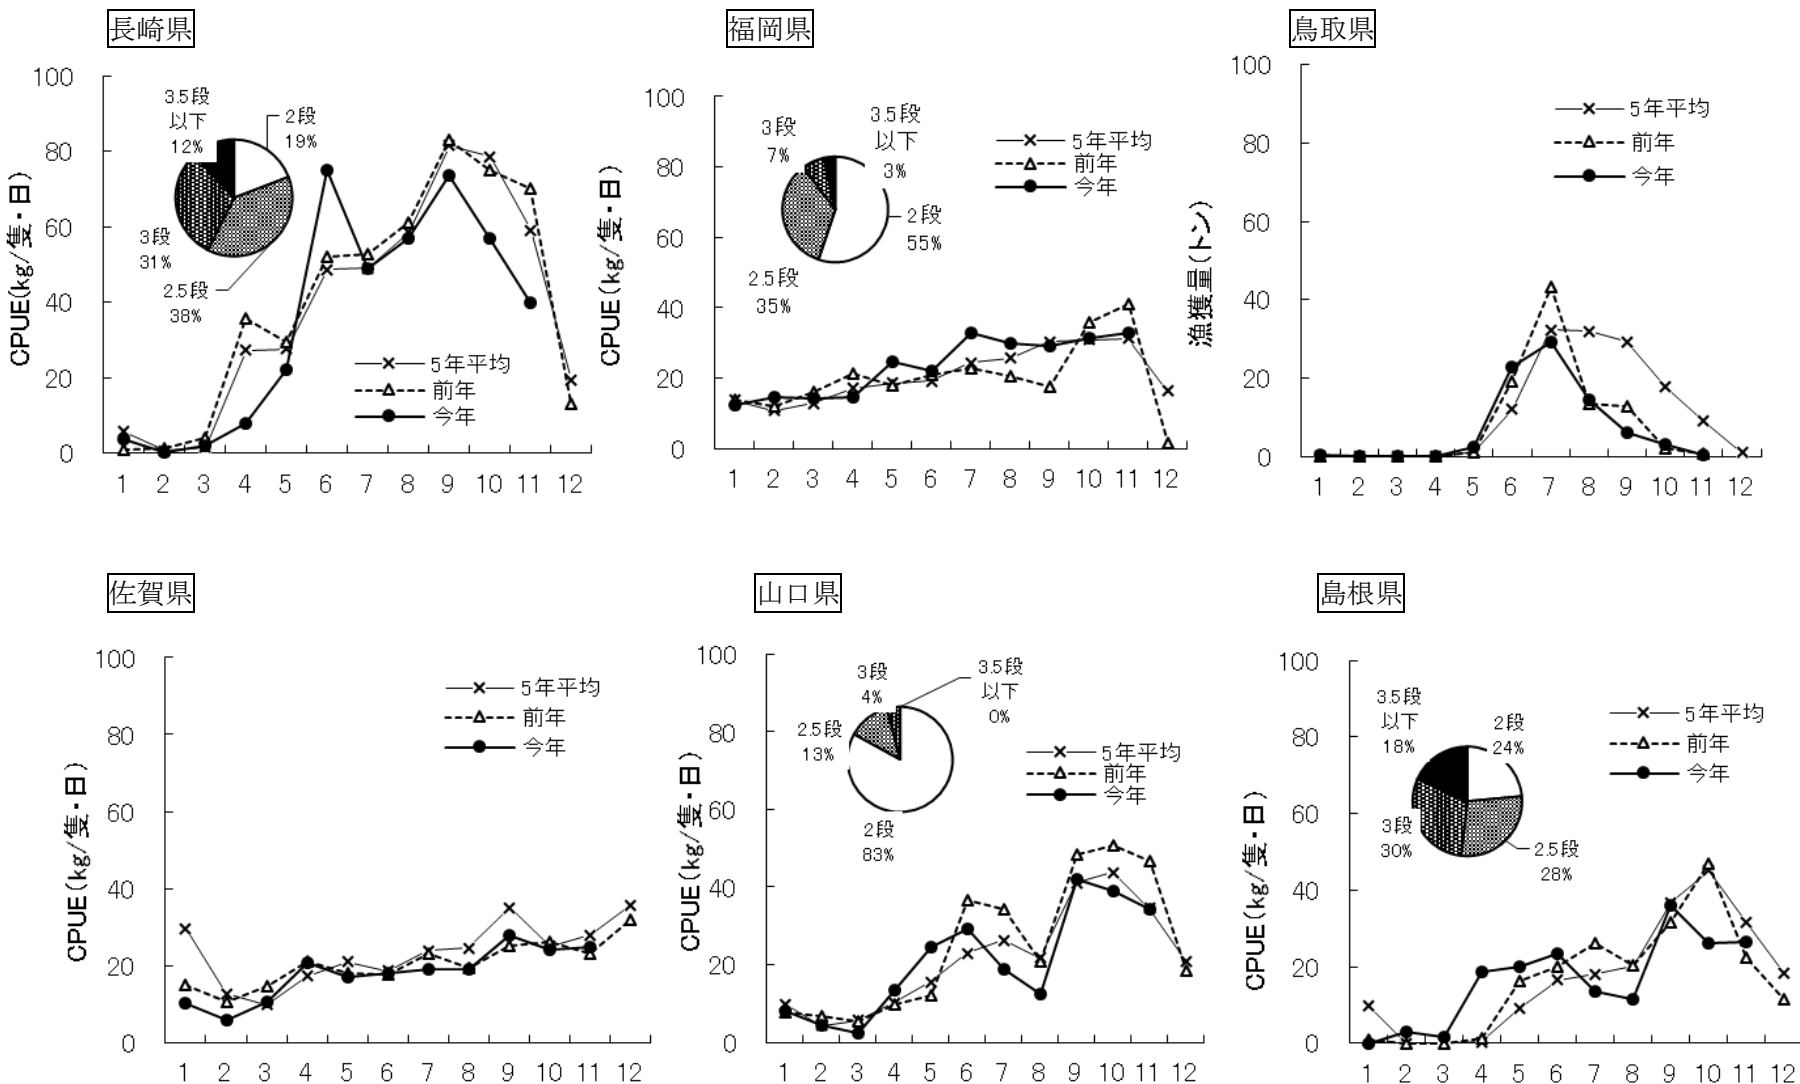 長崎県
100
80
60
40
20
0
CPUE(kg/隻・日)
3.5段
以下
12%
2段
19%
3段
31%
2.5段
38%
5年平均
前年
今年
1 2 3 4 5 6 7 8 9 10 11 12
福岡県
100
80
60
40
20
0
CPUE(kg/隻・日)
3段
7%
3.5段
以下
3%
2段
55%
2.5段
35%
5年平均
前年
今年
1 2 3 4 5 6 7 8 9 10 11 12
鳥取県
100
80
60
40
20
0
漁獲量(トン)
5年平均
前年
今年
1 2 3 4 5 6 7 8 9 10 11 12
佐賀県
100
80
60
40
20
0
CPUE(kg/隻・日)
5年平均
前年
今年
1 2 3 4 5 6 7 8 9 10 11 12
山口県
100
80
60
40
20
0
CPUE(kg/隻・日)
3段
4%
3.5段
以下
0%
2.5段
13%
2段
83%
5年平均
前年
今年
1 2 3 4 5 6 7 8 9 10 11 12
島根県
100
80
60
40
20
0
CPUE(kg/隻・日)
3.5段
以下
18%
2段
24%
3段
30%
2.5段
28%
5年平均
前年
今年
1 2 3 4 5 6 7 8 9 10 11 12